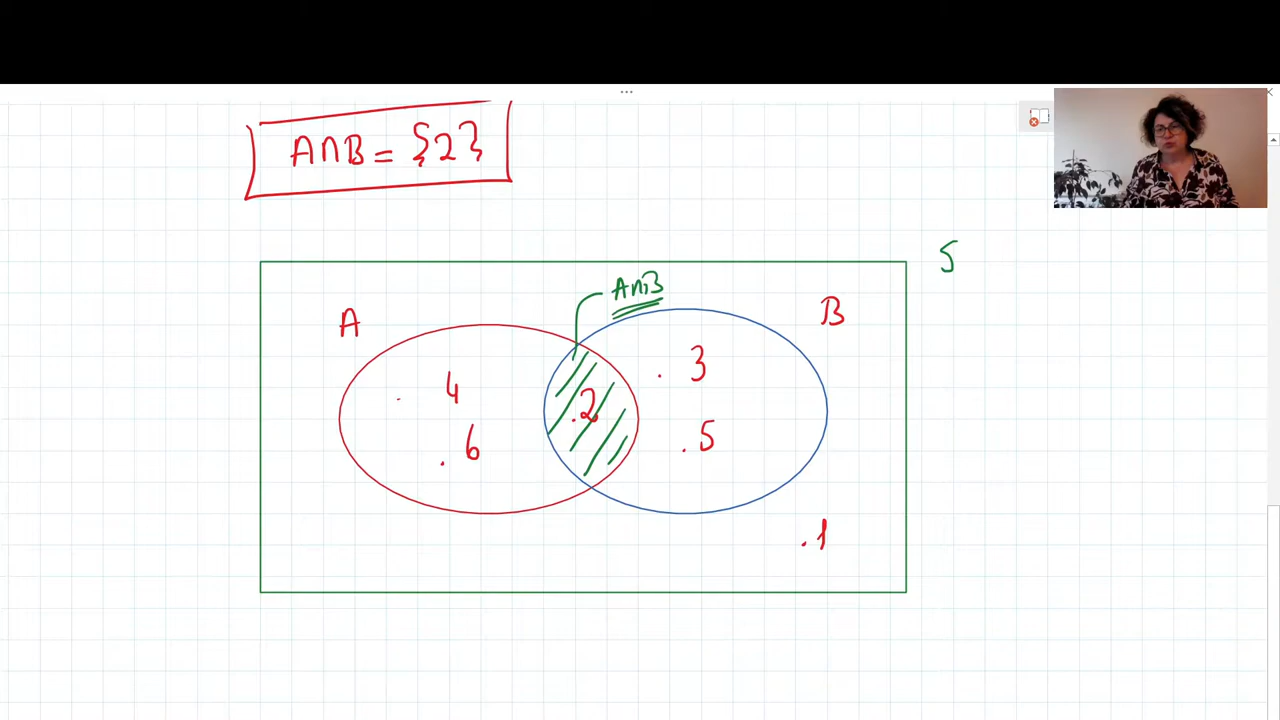 A∩B = {2}
S
A∩B
A
B
. 3
. 4
.2
. 5
. 6
. 1